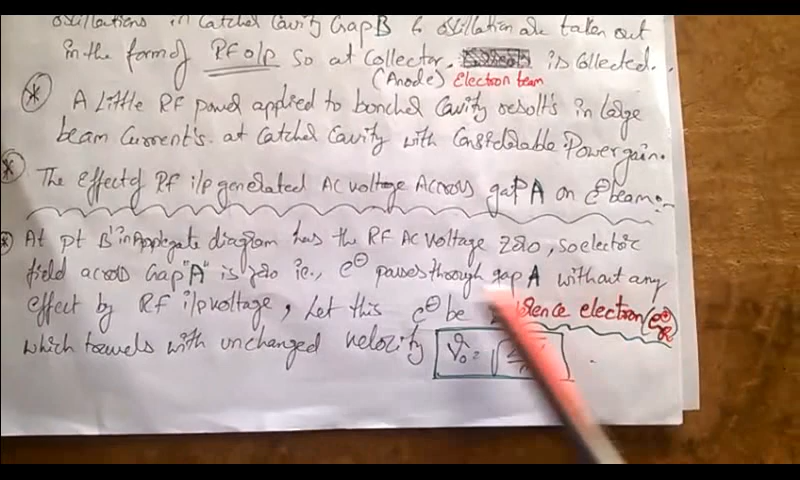 oscillations in Catcher Cavity Gap B & oscillation are taken out
in the form of RF o/p so at Collector is Collected.
(Anode) Electron beam
A little RF power applied to buncher Cavity results in large
beam Current's at Catcher Cavity with Considerable Power gain.
The effect of RF i/p generated AC voltage Across gap A on e⊖ beam:-
At pt B in Applegate diagram has the RF AC Voltage zero, so electric
field across Gap "A" is zero i.e., e⊖ passes through gap A without any
effect by RF i/p voltage, Let this e⊖ be electron (e⊖R)
which travels with unchanged velocity V₀ = √